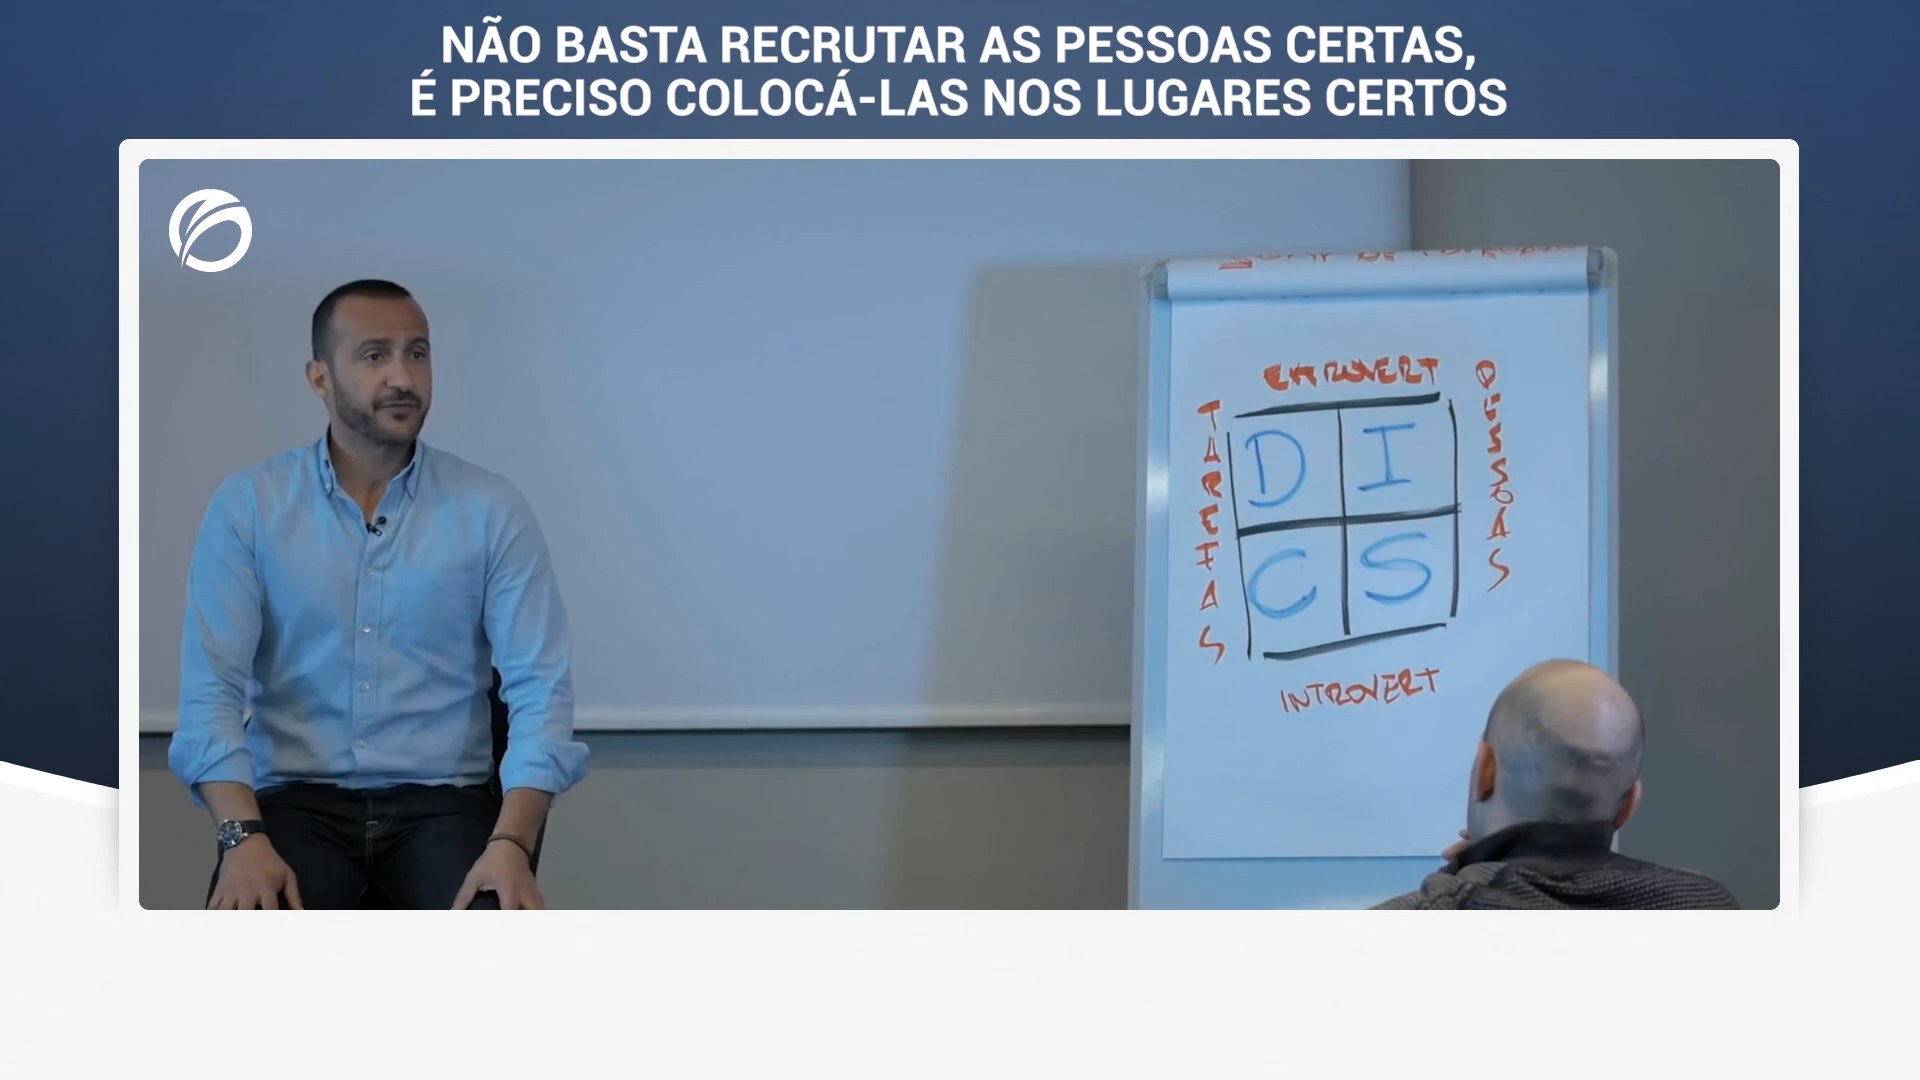 NÃO BASTA RECRUTAR AS PESSOAS CERTAS,
É PRECISO COLOCÁ-LAS NOS LUGARES CERTOS
EXTROVERT
TAREFAS
PESSOAS
D I
C S
INTROVERT